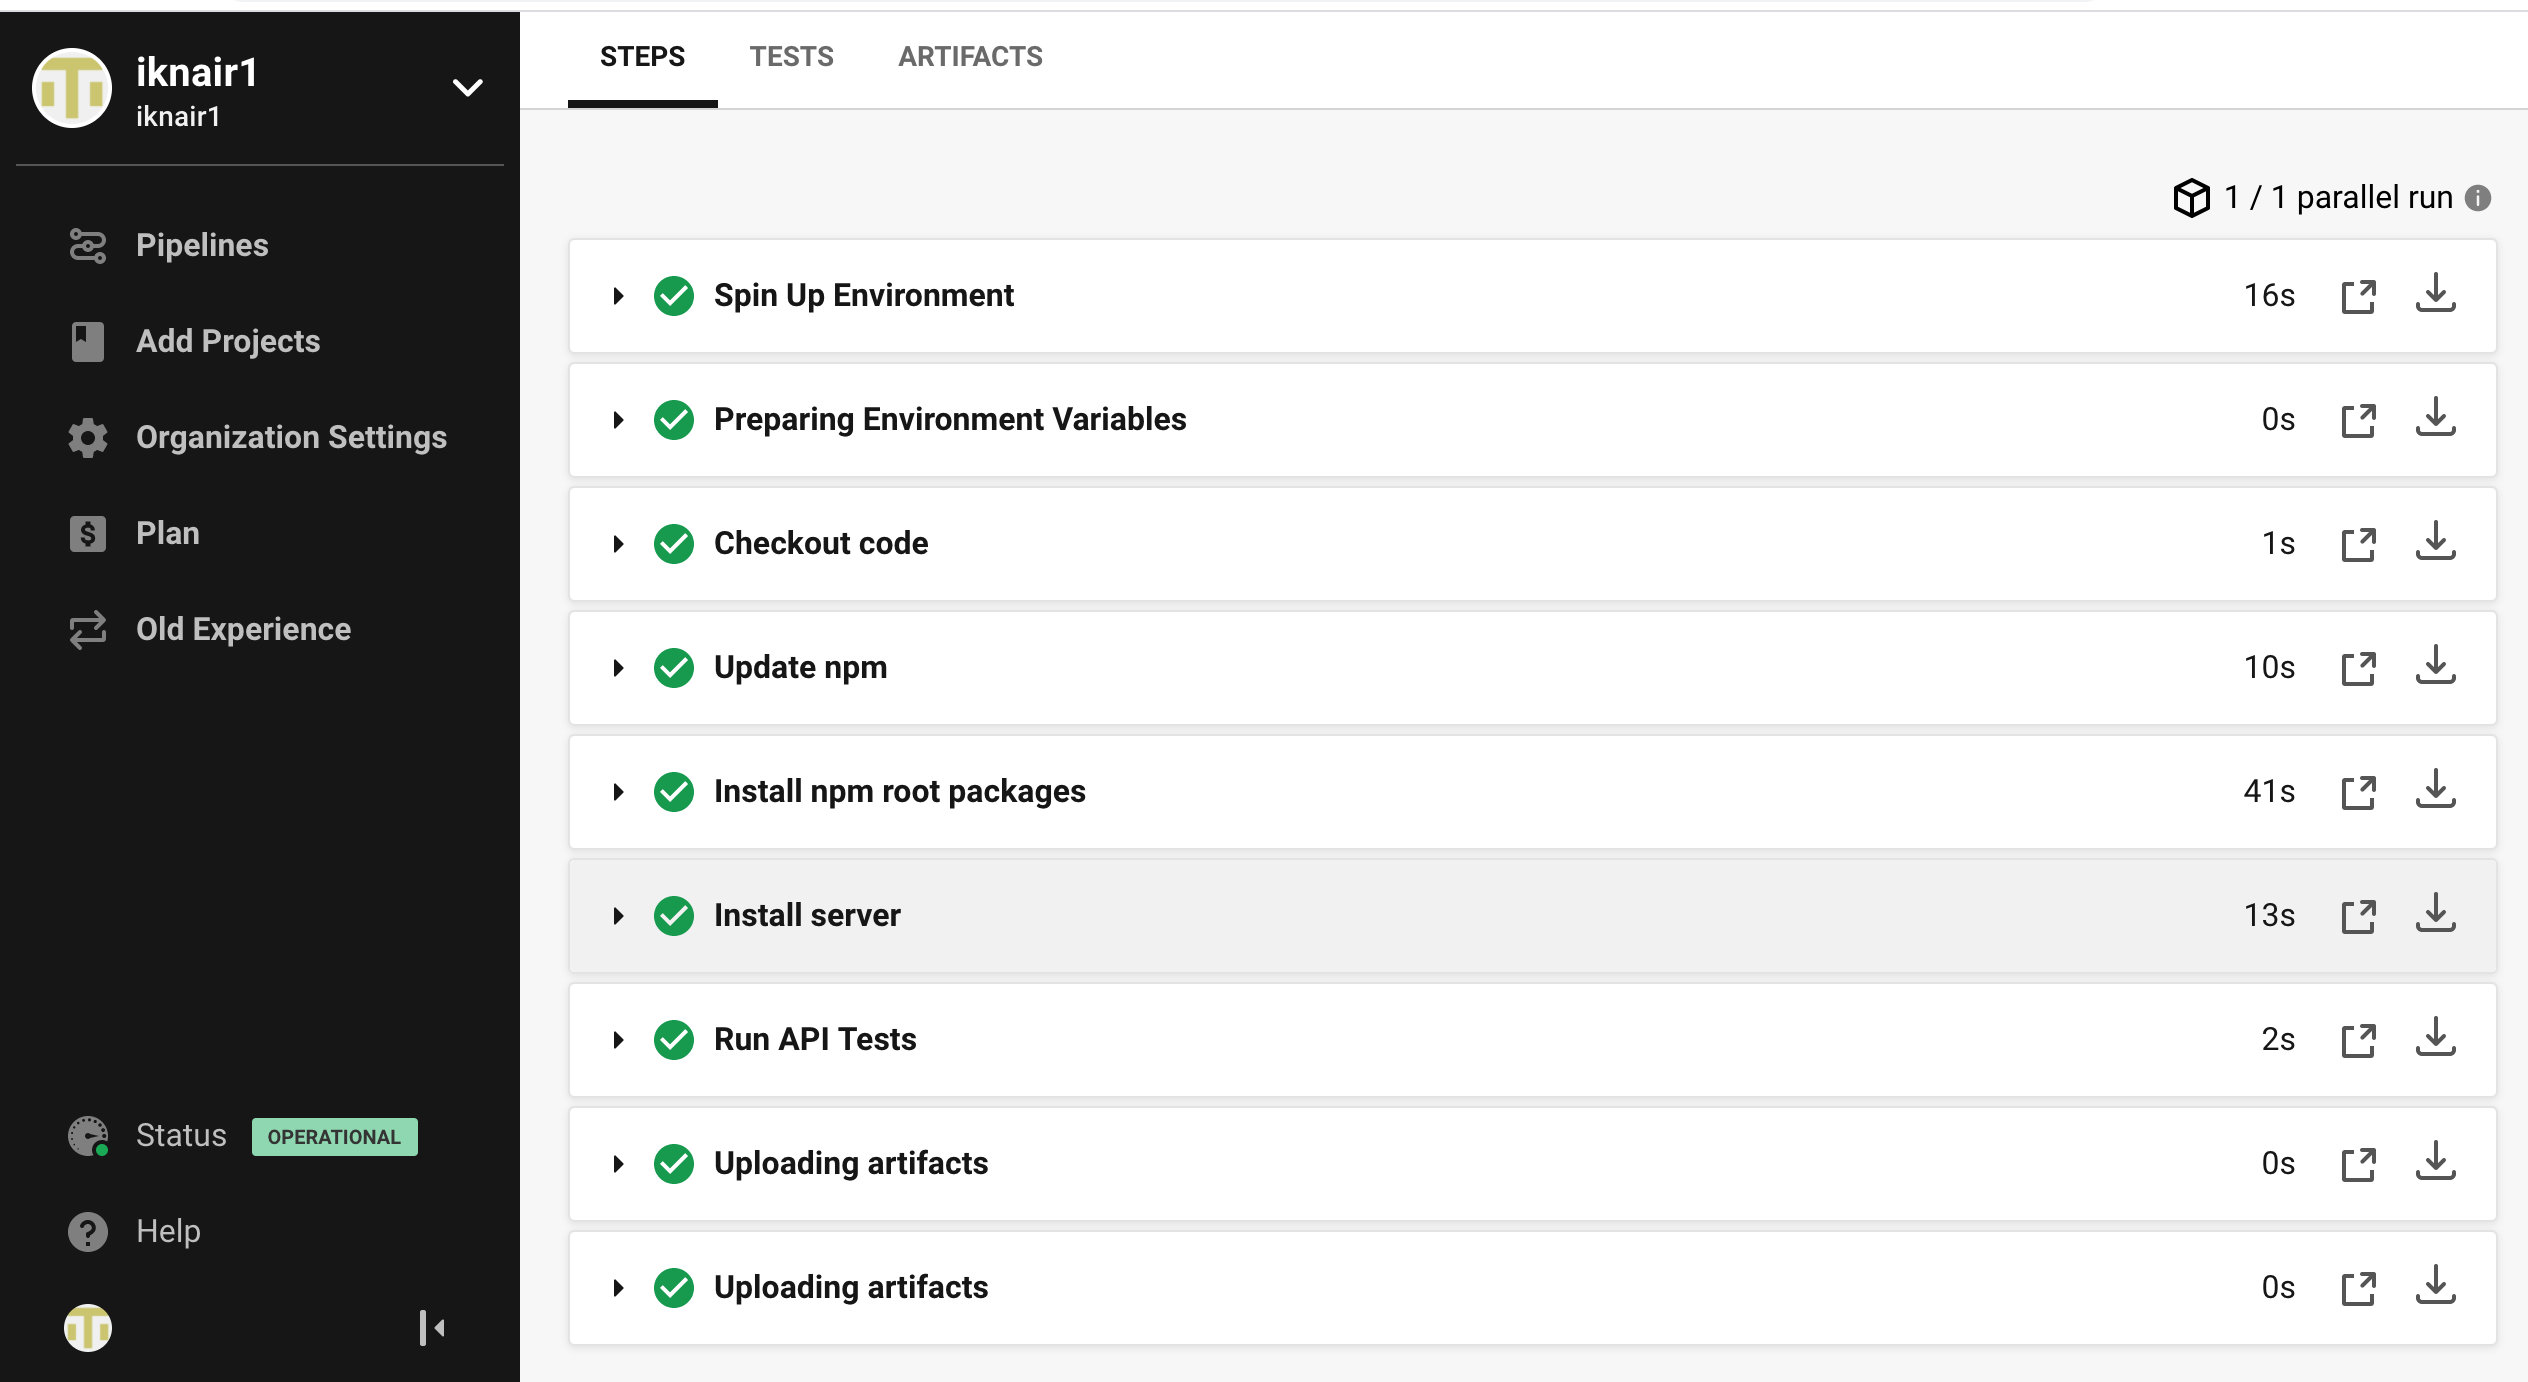 iknair1
iknair1
Pipelines
Add Projects
Organization Settings
Plan
Old Experience
Status OPERATIONAL
Help
STEPS TESTS ARTIFACTS
1 / 1 parallel run
Spin Up Environment 16s
Preparing Environment Variables 0s
Checkout code 1s
Update npm 10s
Install npm root packages 41s
Install server 13s
Run API Tests 2s
Uploading artifacts 0s
Uploading artifacts 0s